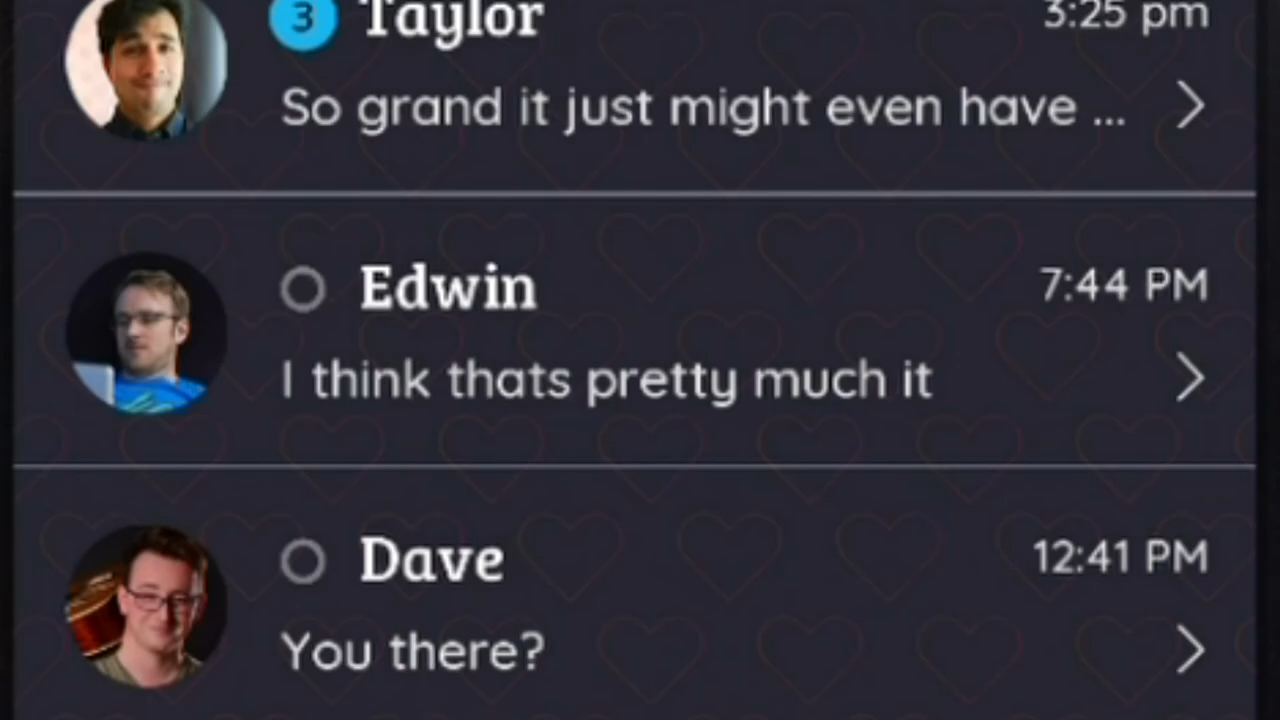 3 Taylor 3:25 pm
So grand it just might even have ...
Edwin 7:44 PM
I think thats pretty much it
Dave 12:41 PM
You there?